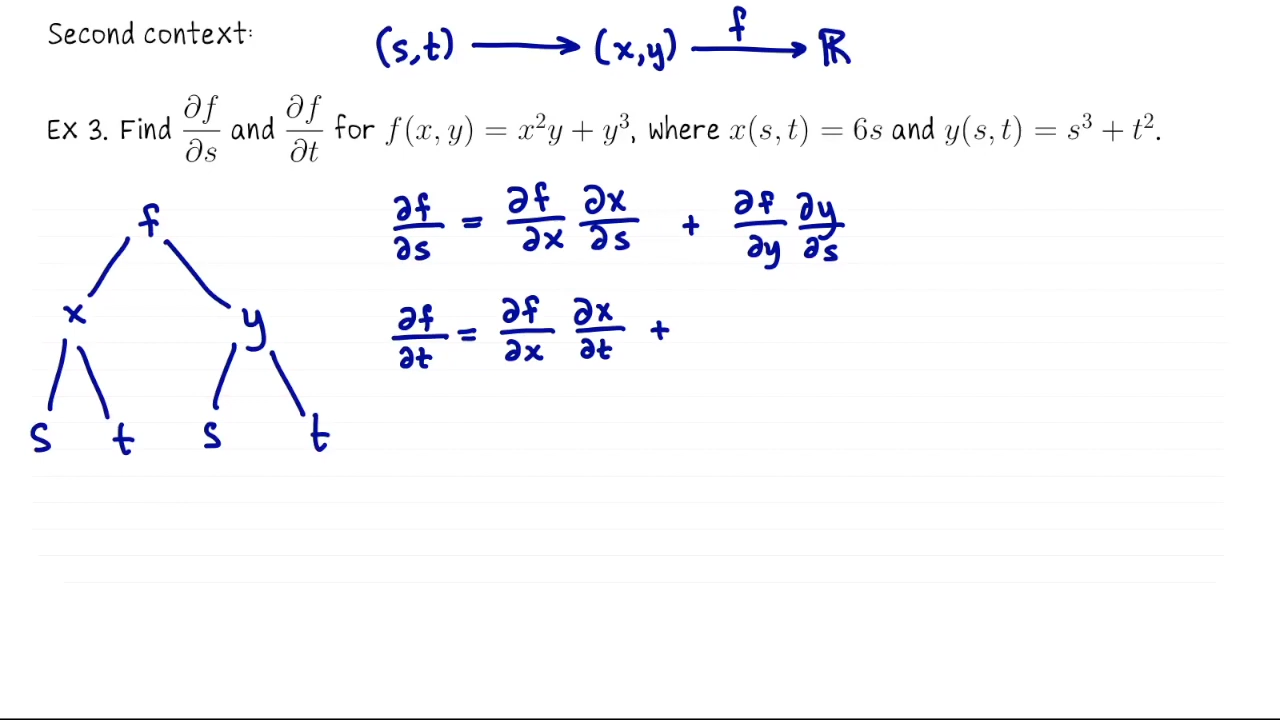 Second context: (s,t) ⟶ (x,y) ⟶ ℝ
f
Ex 3. Find ∂f/∂s and ∂f/∂t for f(x, y) = x²y + y³, where x(s, t) = 6s and y(s, t) = s³ + t².
f
∂f/∂s = ∂f/∂x ∂x/∂s + ∂f/∂y ∂y/∂s
x y
∂f/∂t = ∂f/∂x ∂x/∂t +
s t s t